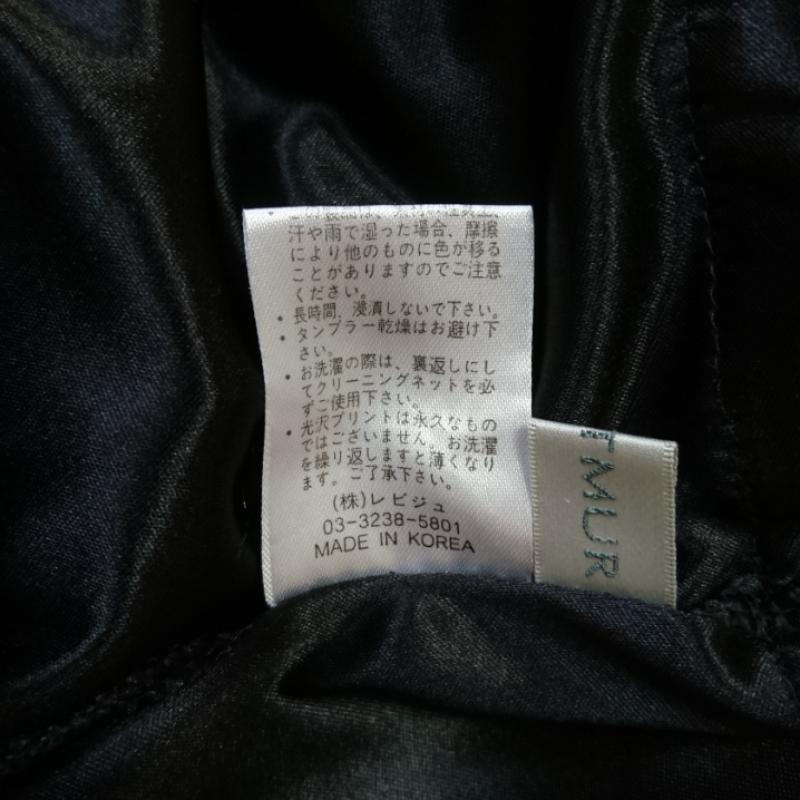 ・この製品は、
汗や雨で湿った場合、摩擦
により他のものに色が移る
ことがありますのでご注意
ください。
・長時間、浸漬しないで下さい。
・タンブラー乾燥はお避け下
さい。
・お洗濯の際は、裏返しにし
てクリーニングネットを必
ずご使用下さい。
・光沢プリントは永久なもの
ではございません。お洗濯
を繰り返しますと薄くなり
ます。ご了承下さい。
(株)レビジュ
03-3238-5801
MADE IN KOREA
TMUR